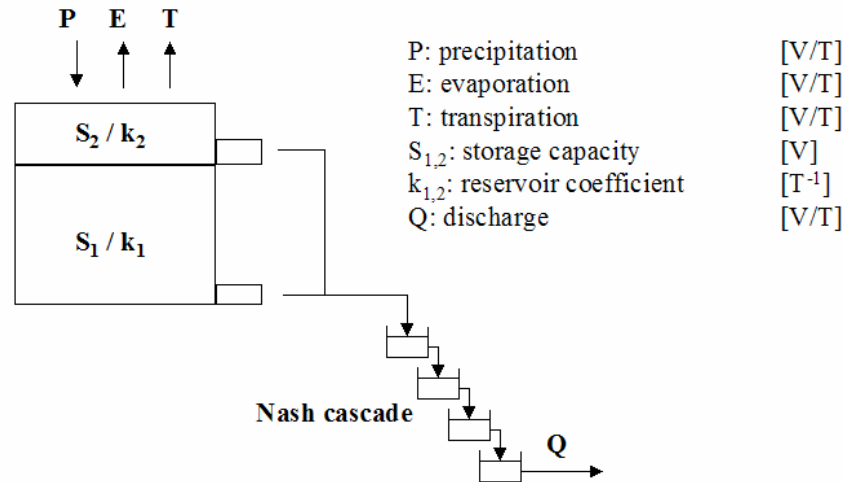 P E T
S₂ / k₂
S₁ / k₁
P: precipitation [V/T]
E: evaporation [V/T]
T: transpiration [V/T]
S₁,₂: storage capacity [V]
k₁,₂: reservoir coefficient [T⁻¹]
Q: discharge [V/T]
Nash cascade
Q